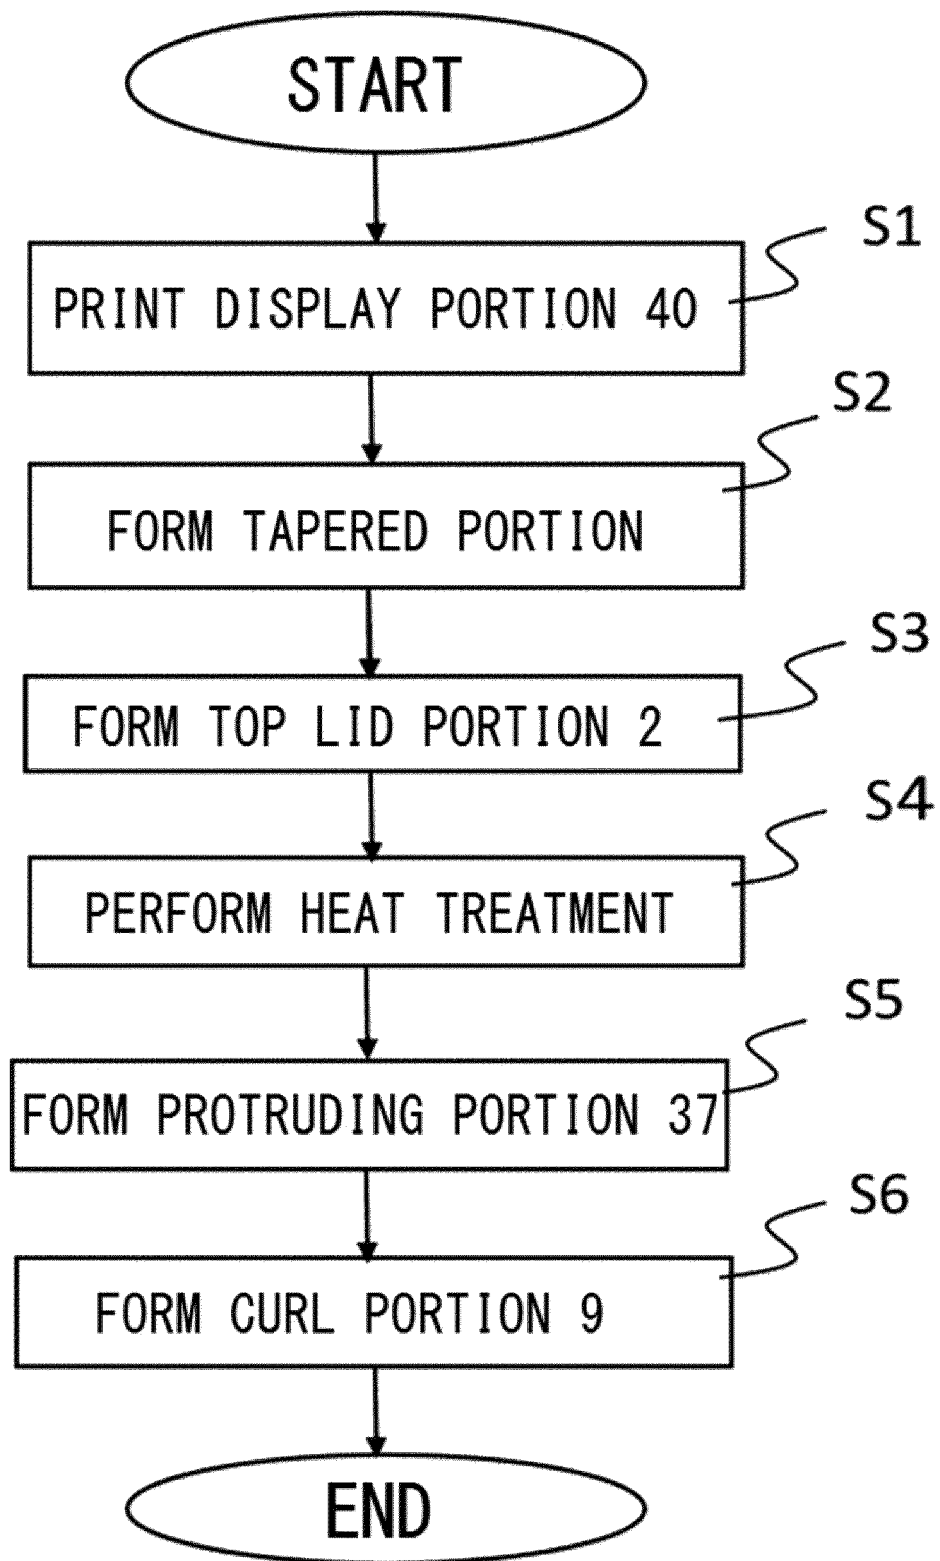 START
S1
PRINT DISPLAY PORTION 40
S2
FORM TAPERED PORTION
S3
FORM TOP LID PORTION 2
S4
PERFORM HEAT TREATMENT
S5
FORM PROTRUDING PORTION 37
S6
FORM CURL PORTION 9
END